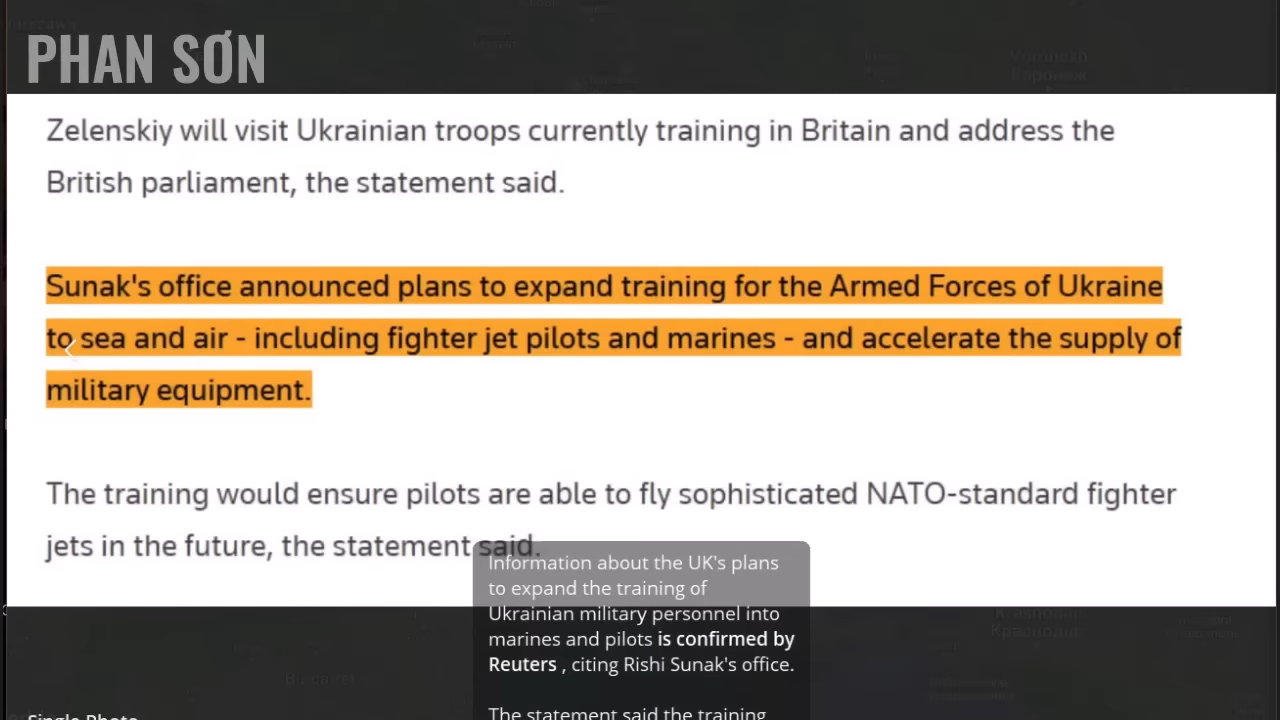 PHAN SƠN
Zelenskiy will visit Ukrainian troops currently training in Britain and address the
British parliament, the statement said.
Sunak's office announced plans to expand training for the Armed Forces of Ukraine
to sea and air - including fighter jet pilots and marines - and accelerate the supply of
military equipment.
The training would ensure pilots are able to fly sophisticated NATO-standard fighter
jets in the future, the statement said.
Information about the UK's plans
to expand the training of
Ukrainian military personnel into
marines and pilots is confirmed by
Reuters , citing Rishi Sunak's office.
The statement said the training
Single Photo